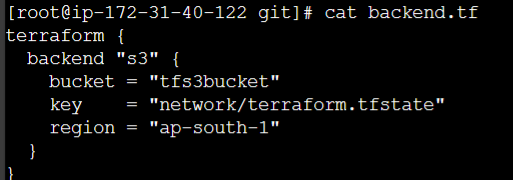 [root@ip-172-31-40-122 git]# cat backend.tf
terraform {
  backend "s3" {
    bucket = "tfs3bucket"
    key    = "network/terraform.tfstate"
    region = "ap-south-1"
  }
}